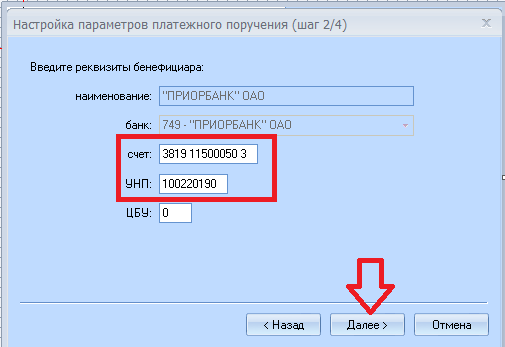 Настройка параметров платежного поручения (шаг 2/4)
Введите реквизиты бенефициара:
наименование: "ПРИОРБАНК" ОАО
банк: 749 - "ПРИОРБАНК" ОАО
счет: 3819 11500050 3
УНП: 100220190
ЦБУ: 0
< Назад Далее > Отмена